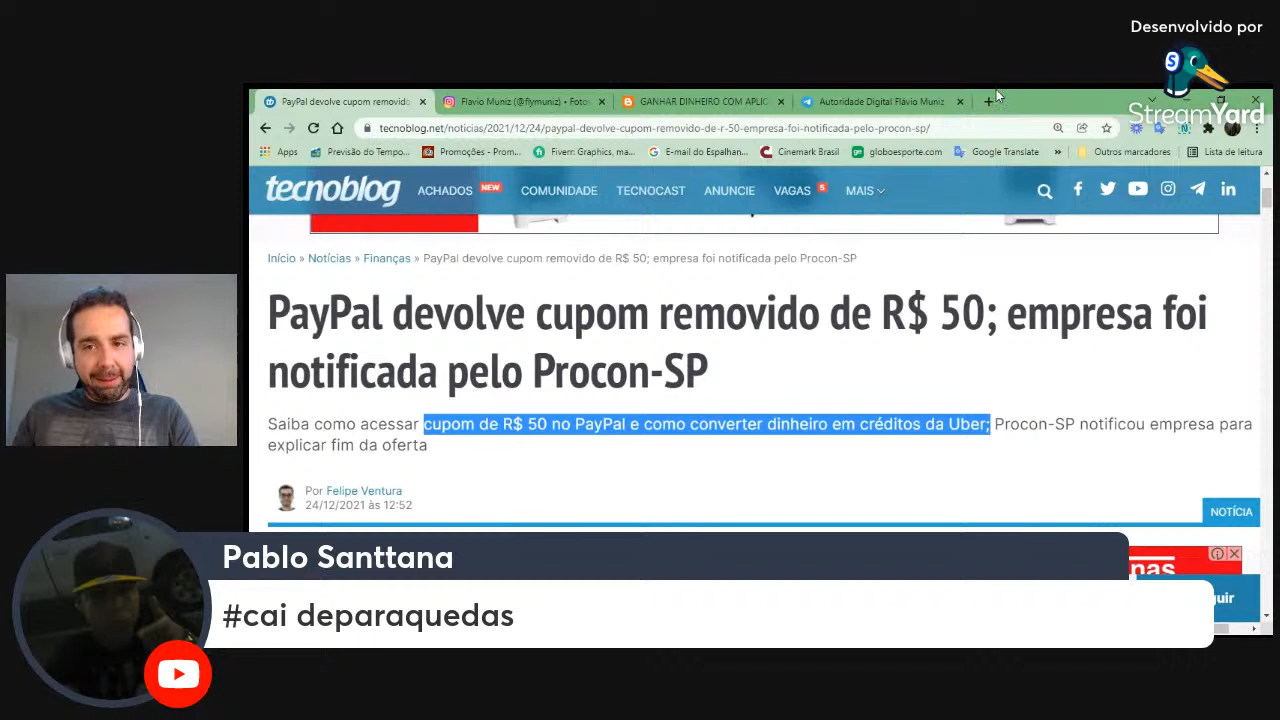 Desenvolvido por
S
StreamYard
PayPal devolve cupom removido
Flavio Muniz (@flymuniz) • Fotos
GANHAR DINHEIRO COM APLIC
Autoridade Digital Flávio Muniz
tecnoblog.net/noticias/2021/12/24/paypal-devolve-cupom-removido-de-r-50-empresa-foi-notificada-pelo-procon-sp/
Apps
Previsão do Tempo...
Promoções - Prom...
Fiverr: Graphics, ma...
E-mail do Espalhan...
Cinemark Brasil
globoesporte.com
Google Translate
»
Outros marcadores
Lista de leitura
tecnoblog
ACHADOS NEW
COMUNIDADE
TECNOCAST
ANUNCIE
VAGAS 5
MAIS
Início » Notícias » Finanças » PayPal devolve cupom removido de R$ 50; empresa foi notificada pelo Procon-SP
PayPal devolve cupom removido de R$ 50; empresa foi
notificada pelo Procon-SP
Saiba como acessar cupom de R$ 50 no PayPal e como converter dinheiro em créditos da Uber; Procon-SP notificou empresa para
explicar fim da oferta
Por Felipe Ventura
24/12/2021 às 12:52
NOTÍCIA
Pablo Santtana
#cai deparaquedas